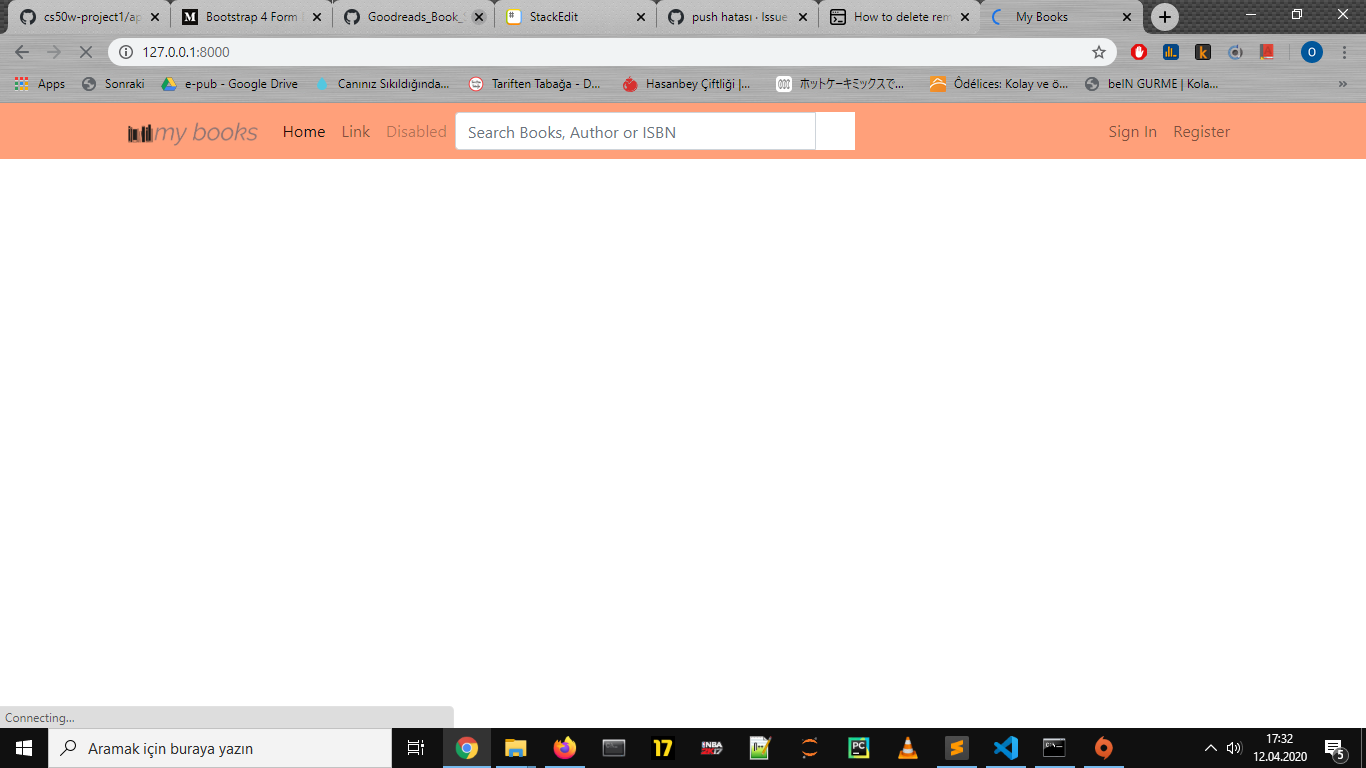 cs50w-project1/ap
Bootstrap 4 Form
Goodreads_Book_
StackEdit
push hatası · Issue
How to delete rem
My Books
127.0.0.1:8000
O
Apps
Sonraki
e-pub - Google Drive
Canınız Sıkıldığında...
Tariften Tabağa - D...
Hasanbey Çiftliği |...
ホットケーキミックスで...
Ôdélices: Kolay ve ö...
beIN GURME | Kola...
my books
Home
Link
Disabled
Search Books, Author or ISBN
Sign In
Register
Connecting...
Aramak için buraya yazın
17:32
12.04.2020
5